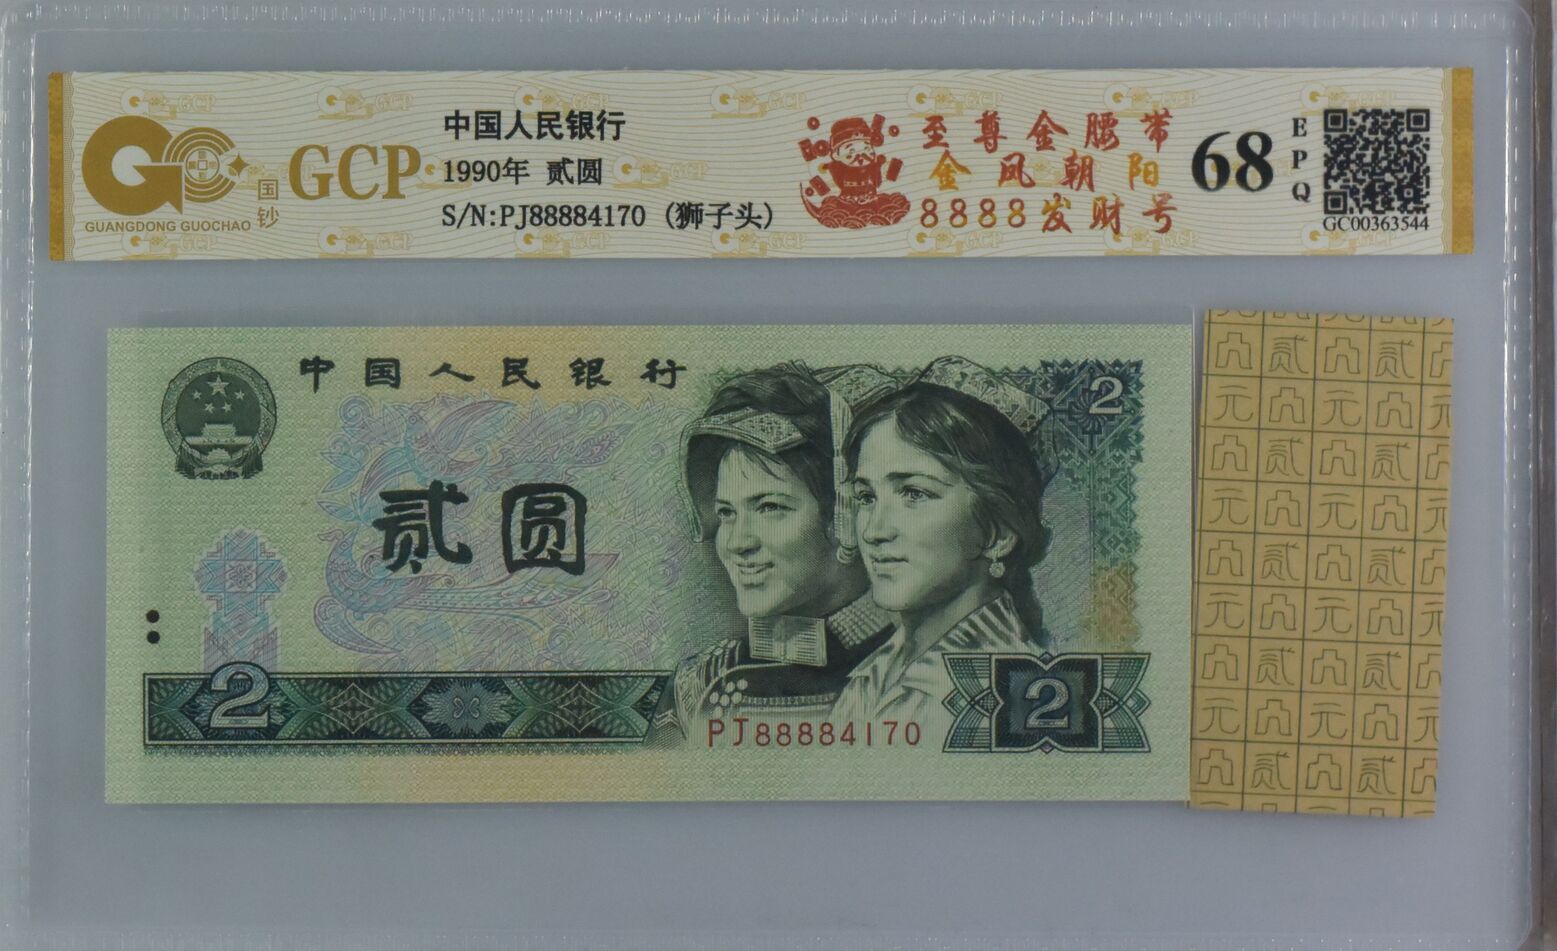 GUANGDONG GUOCHAO
国钞
GCP
中国人民银行
1990年 贰圆
S/N:PJ88884170 (狮子头)
至尊金腰带
金凤朝阳
8888发财号
68
EPQ
GC00363544
中国人民银行
2
贰圆
2
PJ88884170
2